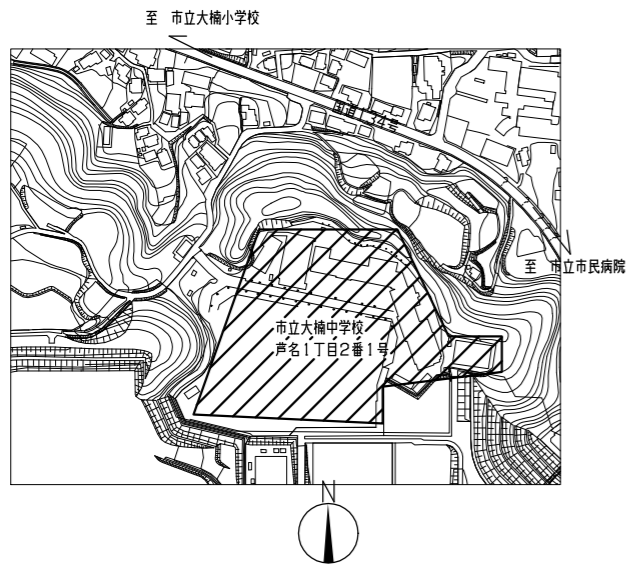 至 市立大楠小学校
国道134号
至 市立市民病院
市立大楠中学校
芦名1丁目2番1号
N